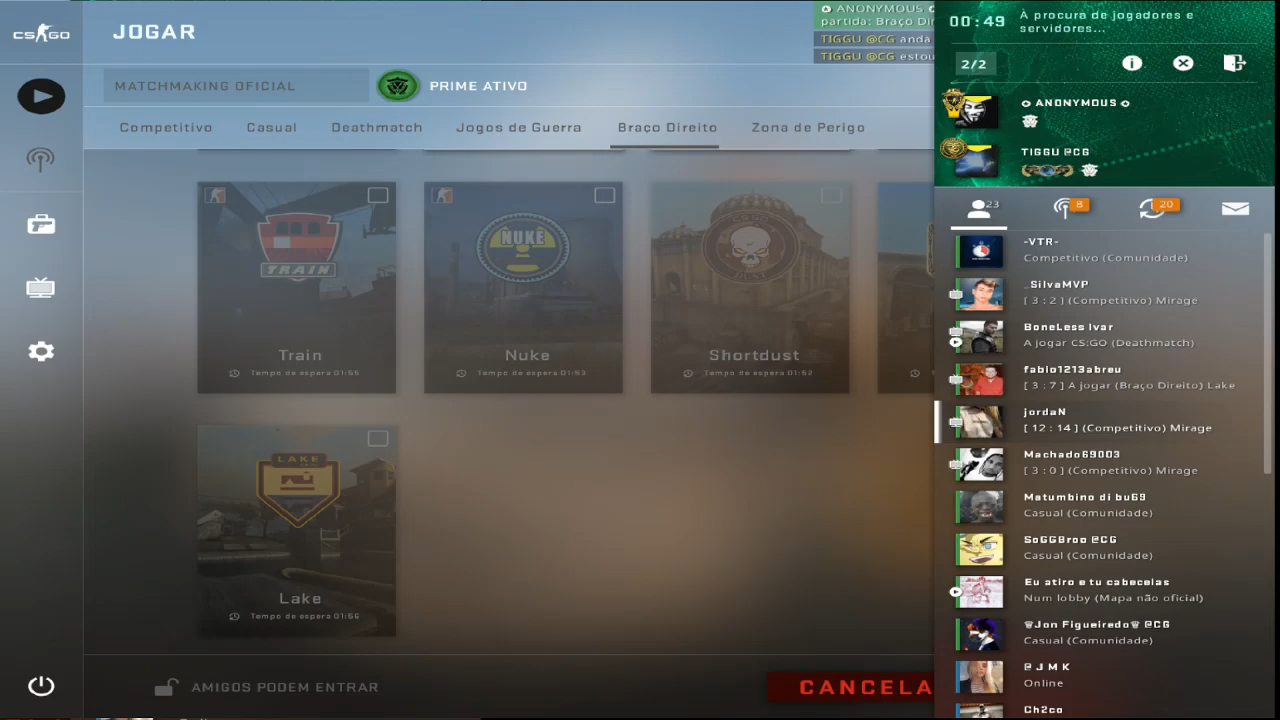 CS GO
JOGAR
ANONYMOUS
partida: Braço Di
TIGGU @CG anda
TIGGU @CG estou
MATCHMAKING OFICIAL
PRIME ATIVO
Competitivo
Casual
Deathmatch
Jogos de Guerra
Braço Direito
Zona de Perigo
TRAIN
Train
Tempo de espera 01:55
NUKE
Nuke
Tempo de espera 01:53
CS:GO
Shortdust
Tempo de espera 01:52
LAKE
Lake
Tempo de espera 01:56
AMIGOS PODEM ENTRAR
CANCELA
00:49
À procura de jogadores e
servidores...
2/2
ANONYMOUS
TIGGU @CG
23
8
20
-VTR-
Competitivo (Comunidade)
_SilvaMVP
[ 3 : 2 ] (Competitivo) Mirage
BoneLess Ivar
A jogar CS:GO (Deathmatch)
fabio1213abreu
[ 3 : 7 ] A jogar (Braço Direito) Lake
jordaN
[ 12 : 14 ] (Competitivo) Mirage
Machado69003
[ 3 : 0 ] (Competitivo) Mirage
Matumbino di bu69
Casual (Comunidade)
SoGGBroo @CG
Casual (Comunidade)
Eu atiro e tu cabeceias
Num lobby (Mapa não oficial)
♕Jon Figueiredo♕ @CG
Casual (Comunidade)
@ J M K
Online
Ch2co